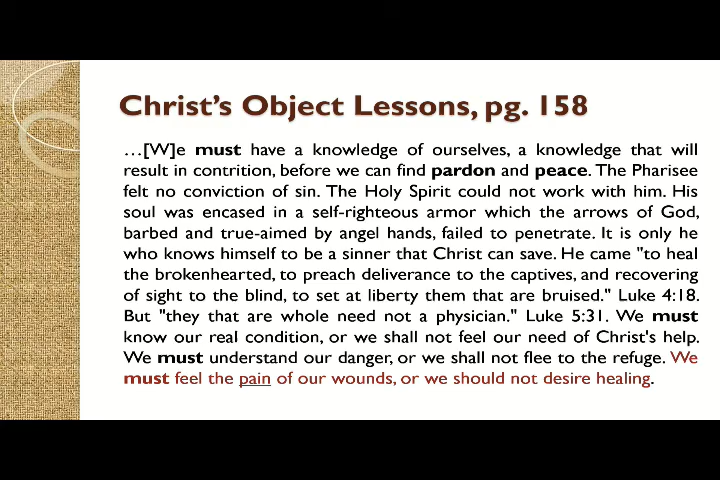 Christ's Object Lessons, pg. 158
…[W]e must have a knowledge of ourselves, a knowledge that will
result in contrition, before we can find pardon and peace. The Pharisee
felt no conviction of sin. The Holy Spirit could not work with him. His
soul was encased in a self-righteous armor which the arrows of God,
barbed and true-aimed by angel hands, failed to penetrate. It is only he
who knows himself to be a sinner that Christ can save. He came "to heal
the brokenhearted, to preach deliverance to the captives, and recovering
of sight to the blind, to set at liberty them that are bruised." Luke 4:18.
But "they that are whole need not a physician." Luke 5:31. We must
know our real condition, or we shall not feel our need of Christ's help.
We must understand our danger, or we shall not flee to the refuge. We
must feel the pain of our wounds, or we should not desire healing.